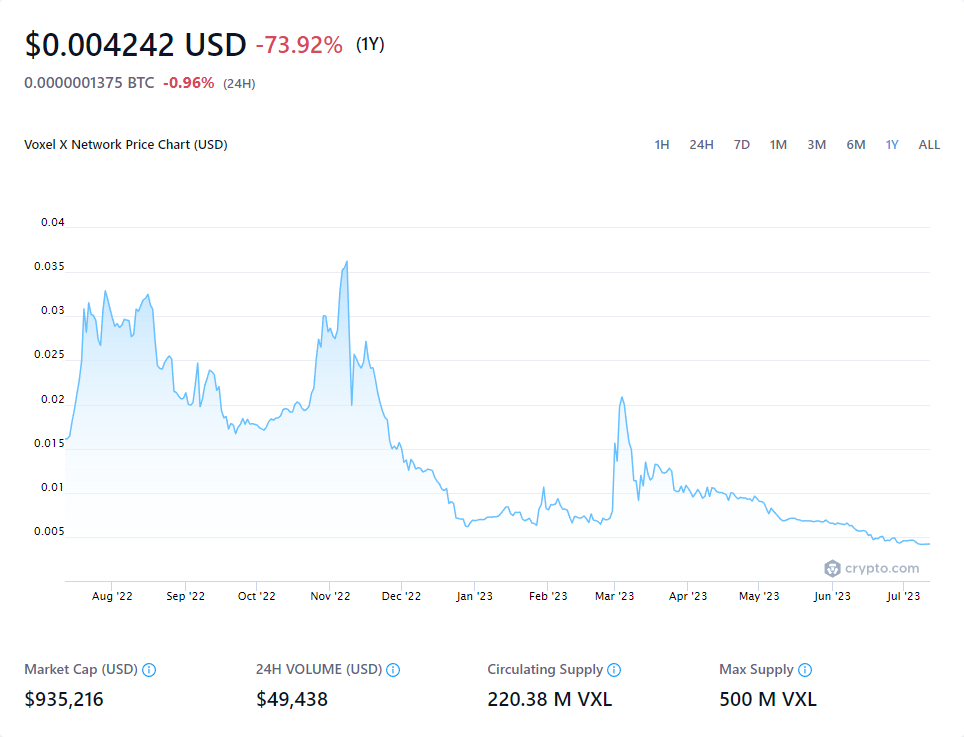 $0.004242 USD -73.92% (1Y)
0.0000001375 BTC -0.96% (24H)
Voxel X Network Price Chart (USD) 1H 24H 7D 1M 3M 6M 1Y ALL
0.04
0.035
0.03
0.025
0.02
0.015
0.01
0.005
crypto.com
Aug '22 Sep '22 Oct '22 Nov '22 Dec '22 Jan '23 Feb '23 Mar '23 Apr '23 May '23 Jun '23 Jul '23
Market Cap (USD) 24H VOLUME (USD) Circulating Supply Max Supply
$935,216 $49,438 220.38 M VXL 500 M VXL